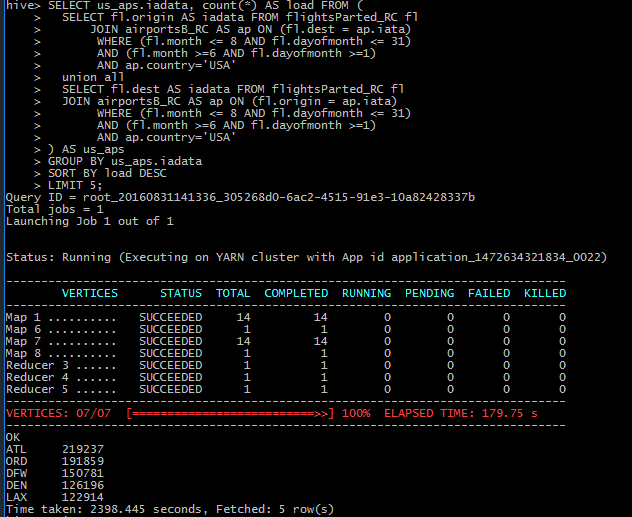 hive> SELECT us_aps.iadata, count(*) AS load FROM (
    >    SELECT fl.origin AS iadata FROM flightsParted_RC fl
    >        JOIN airportsB_RC AS ap ON (fl.dest = ap.iata)
    >         WHERE (fl.month <= 8 AND fl.dayofmonth <= 31)
    >         AND (fl.month >=6 AND fl.dayofmonth >=1)
    >         AND ap.country='USA'
    >    union all
    >    SELECT fl.dest AS iadata FROM flightsParted_RC fl
    >    JOIN airportsB_RC AS ap ON (fl.origin = ap.iata)
    >         WHERE (fl.month <= 8 AND fl.dayofmonth <= 31)
    >         AND (fl.month >=6 AND fl.dayofmonth >=1)
    >         AND ap.country='USA'
    > ) AS us_aps
    > GROUP BY us_aps.iadata
    > SORT BY load DESC
    > LIMIT 5;
Query ID = root_20160831141336_305268d0-6ac2-4515-91e3-10a82428337b
Total jobs = 1
Launching Job 1 out of 1
Status: Running (Executing on YARN cluster with App id application_1472634321834_0022)
--------------------------------------------------------------------------------
        VERTICES      STATUS  TOTAL  COMPLETED  RUNNING  PENDING  FAILED  KILLED
--------------------------------------------------------------------------------
Map 1 ..........   SUCCEEDED     14         14        0        0       0       0
Map 6 ..........   SUCCEEDED      1          1        0        0       0       0
Map 7 ..........   SUCCEEDED     14         14        0        0       0       0
Map 8 ..........   SUCCEEDED      1          1        0        0       0       0
Reducer 3 ......   SUCCEEDED      1          1        0        0       0       0
Reducer 4 ......   SUCCEEDED      1          1        0        0       0       0
Reducer 5 ......   SUCCEEDED      1          1        0        0       0       0
--------------------------------------------------------------------------------
VERTICES: 07/07  [==========================>>] 100%  ELAPSED TIME: 179.75 s
--------------------------------------------------------------------------------
OK
ATL     219237
ORD     191859
DFW     150781
DEN     126196
LAX     122914
Time taken: 2398.445 seconds, Fetched: 5 row(s)